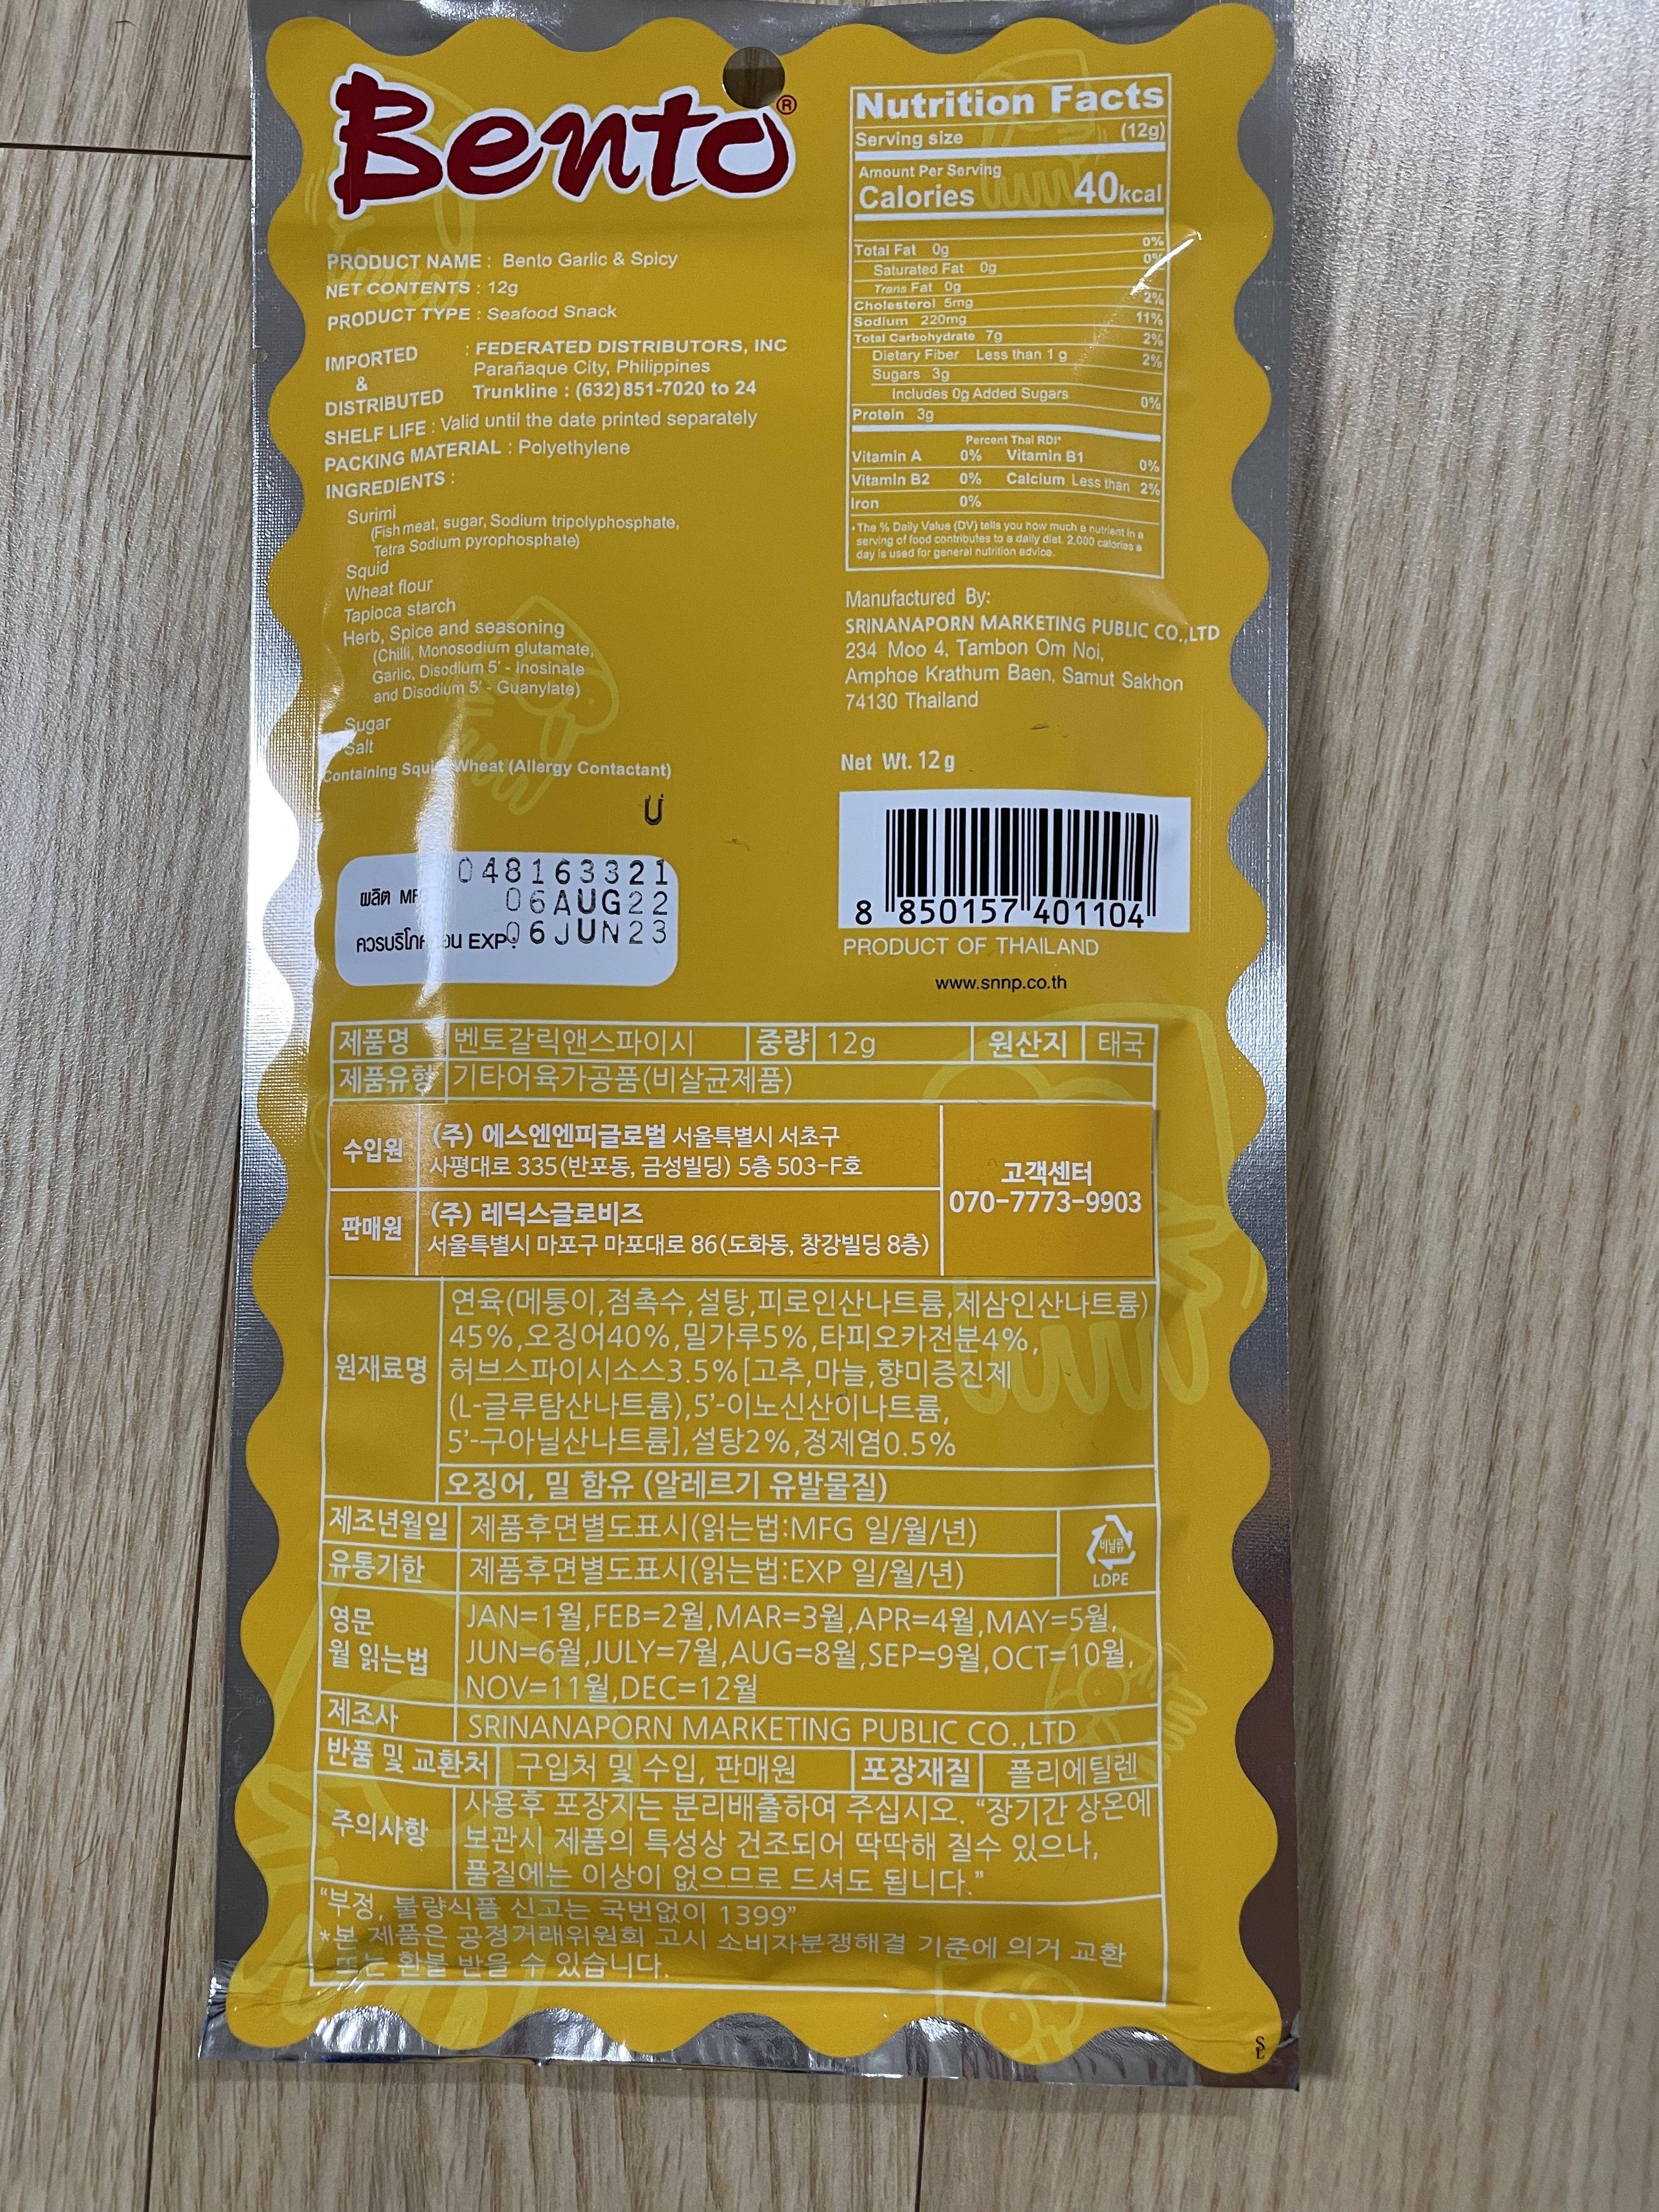 Bento®
PRODUCT NAME : Bento Garlic & Spicy
NET CONTENTS : 12g
PRODUCT TYPE : Seafood Snack
IMPORTED & DISTRIBUTED : FEDERATED DISTRIBUTORS, INC
Parañaque City, Philippines
Trunkline : (632)851-7020 to 24
SHELF LIFE : Valid until the date printed separately
PACKING MATERIAL : Polyethylene
INGREDIENTS :
Surimi
(Fish meat, sugar, Sodium tripolyphosphate,
Tetra Sodium pyrophosphate)
Squid
Wheat flour
Tapioca starch
Herb, Spice and seasoning
(Chilli, Monosodium glutamate,
Garlic, Disodium 5' - Inosinate
and Disodium 5' - Guanylate)
Sugar
Salt
Containing Wheat (Allergy Contactant)
Nutrition Facts
Serving size (12g)
Amount Per Serving
Calories 40kcal
Total Fat 0g 0%
Saturated Fat 0g 0%
Trans Fat 0g
Cholesterol 5mg 2%
Sodium 220mg 11%
Total Carbohydrate 7g 2%
Dietary Fiber Less than 1 g 2%
Sugars 3g
Includes 0g Added Sugars 0%
Protein 3g
Percent Thai RDI*
Vitamin A 0% Vitamin B1 0%
Vitamin B2 0% Calcium Less than 2%
Iron 0%
*The % Daily Value (DV) tells you how much a nutrient in a
serving of food contributes to a daily diet. 2,000 calories a
day is used for general nutrition advice.
Manufactured By:
SRINANAPORN MARKETING PUBLIC CO.,LTD
234 Moo 4, Tambon Om Noi,
Amphoe Krathum Baen, Samut Sakhon
74130 Thailand
Net Wt. 12 g
048163321
ผลิต 06AUG22
EXP. 06JUN23
8 850157 401104
PRODUCT OF THAILAND
www.snnp.co.th
제품명 벤토갈릭앤스파이시 중량 12g 원산지 태국
제품유형 기타어육가공품(비살균제품)
수입원 (주) 에스엔엔피글로벌 서울특별시 서초구
사평대로 335(반포동, 금성빌딩) 5층 503-F호
판매원 (주) 레딕스글로비즈
서울특별시 마포구 마포대로 86(도화동, 창강빌딩 8층)
고객센터
070-7773-9903
원재료명 연육(메퉁이,점촉수,설탕,피로인산나트륨,제삼인산나트륨)
45%,오징어40%,밀가루5%,타피오카전분4%,
허브스파이시소스3.5%[고추,마늘,향미증진제
(L-글루탐산나트륨),5'-이노신산이나트륨,
5'-구아닐산나트륨],설탕2%,정제염0.5%
오징어, 밀 함유 (알레르기 유발물질)
제조년월일 제품후면별도표시(읽는법:MFG 일/월/년)
유통기한 제품후면별도표시(읽는법:EXP 일/월/년)
비닐류
LDPE
영문
월 읽는법
JAN=1월,FEB=2월,MAR=3월,APR=4월,MAY=5월,
JUN=6월,JULY=7월,AUG=8월,SEP=9월,OCT=10월,
NOV=11월,DEC=12월
제조사 SRINANAPORN MARKETING PUBLIC CO.,LTD
반품 및 교환처 구입처 및 수입, 판매원 포장재질 폴리에틸렌
주의사항 사용후 포장지는 분리배출하여 주십시오. "장기간 상온에
보관시 제품의 특성상 건조되어 딱딱해 질수 있으나,
품질에는 이상이 없으므로 드셔도 됩니다."
"부정, 불량식품 신고는 국번없이 1399"
*본 제품은 공정거래위원회 고시 소비자분쟁해결 기준에 의거 교환
또는 환불 받을 수 있습니다.